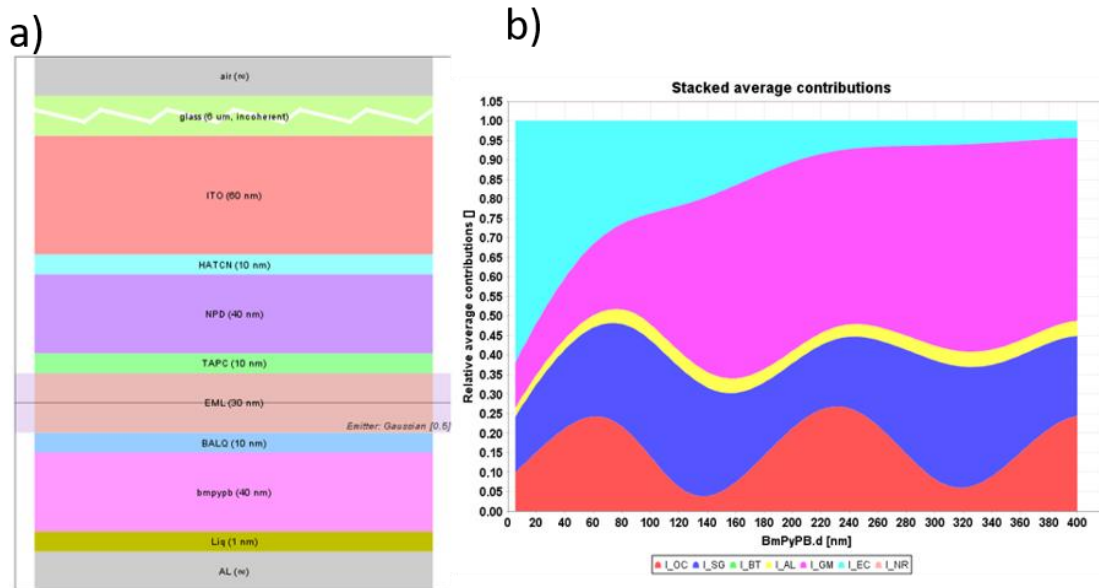 a)
b)
air (∞)
glass (6 um, incoherent)
ITO (60 nm)
HATCN (10 nm)
NPD (40 nm)
TAPC (10 nm)
EML (30 nm)
Emitter: Gaussian [0.5]
BALQ (10 nm)
bmpypb (40 nm)
Liq (1 nm)
AL (∞)
Stacked average contributions
Relative average contributions []
1.05
1.00
0.95
0.90
0.85
0.80
0.75
0.70
0.65
0.60
0.55
0.50
0.45
0.40
0.35
0.30
0.25
0.20
0.15
0.10
0.05
0.00
0 20 40 60 80 100 120 140 160 180 200 220 240 260 280 300 320 340 360 380 400
BmPyPB.d [nm]
I_OC I_SG I_BT I_AL I_GM I_EC I_NR